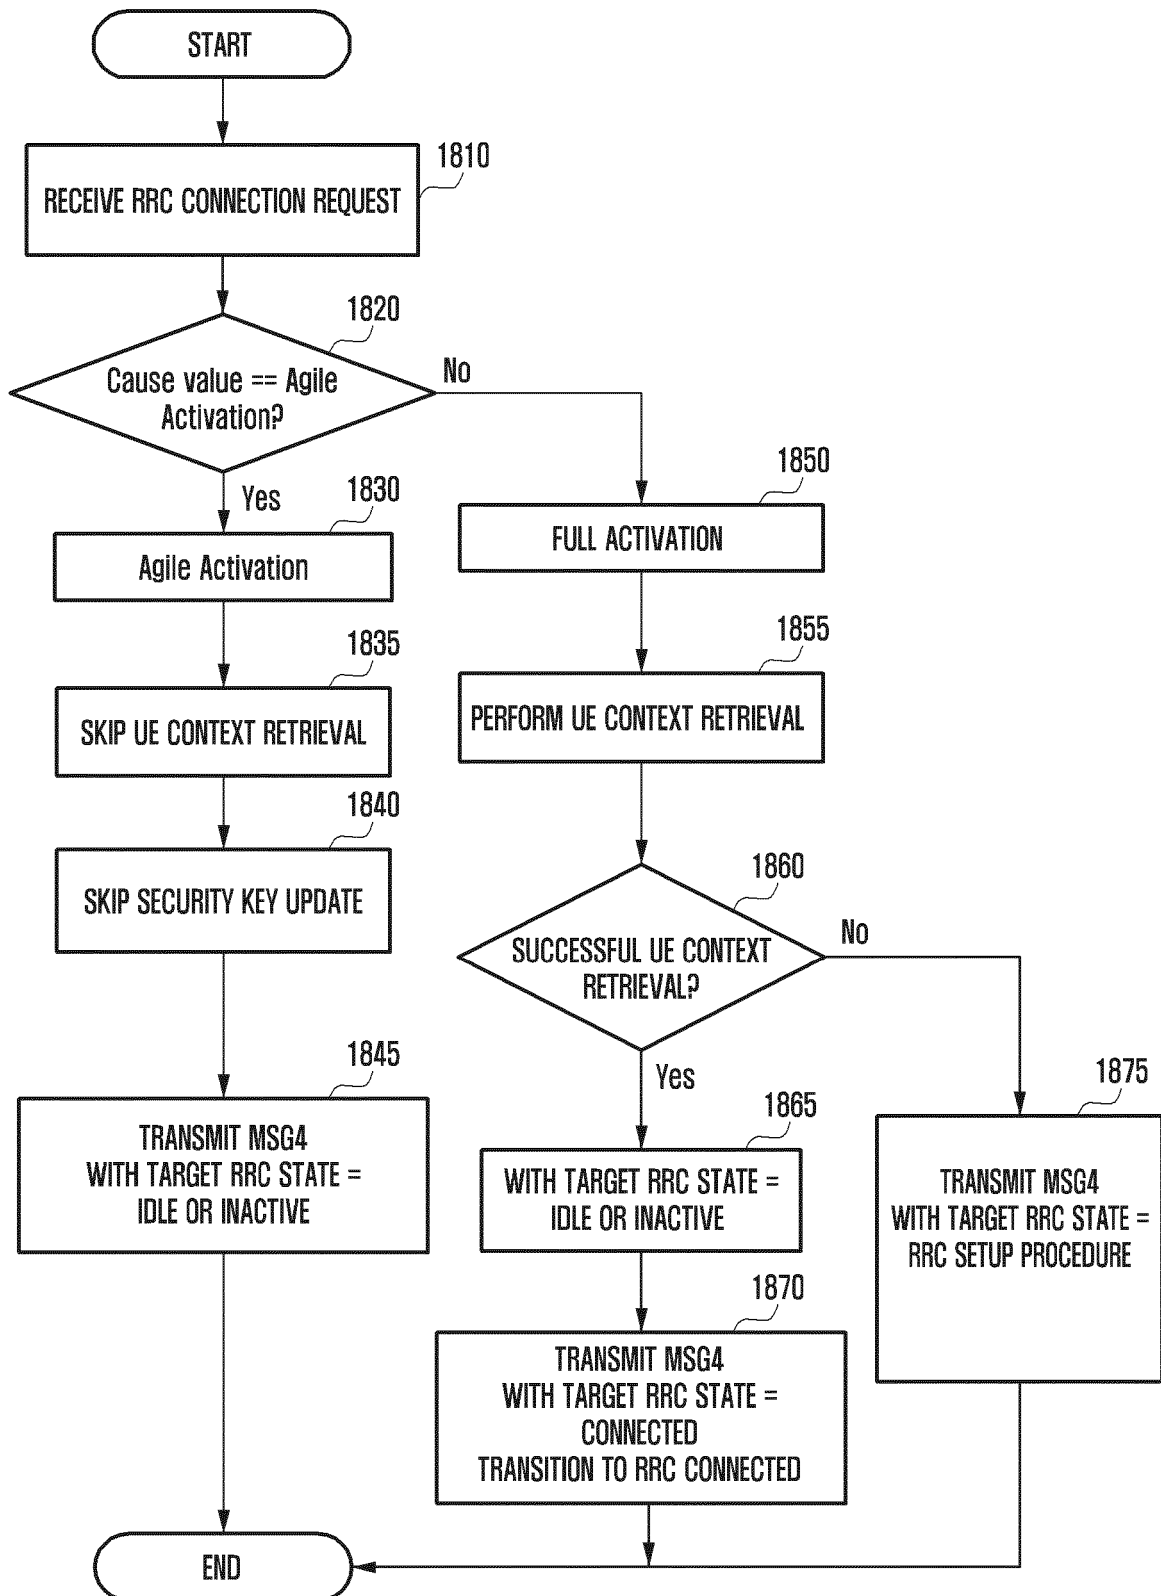 START
1810
RECEIVE RRC CONNECTION REQUEST
1820
Cause value == Agile
Activation?
No
Yes
1830
Agile Activation
1835
SKIP UE CONTEXT RETRIEVAL
1840
SKIP SECURITY KEY UPDATE
1845
TRANSMIT MSG4
WITH TARGET RRC STATE =
IDLE OR INACTIVE
1850
FULL ACTIVATION
1855
PERFORM UE CONTEXT RETRIEVAL
1860
SUCCESSFUL UE CONTEXT
RETRIEVAL?
No
Yes
1865
WITH TARGET RRC STATE =
IDLE OR INACTIVE
1870
TRANSMIT MSG4
WITH TARGET RRC STATE =
CONNECTED
TRANSITION TO RRC CONNECTED
1875
TRANSMIT MSG4
WITH TARGET RRC STATE =
RRC SETUP PROCEDURE
END